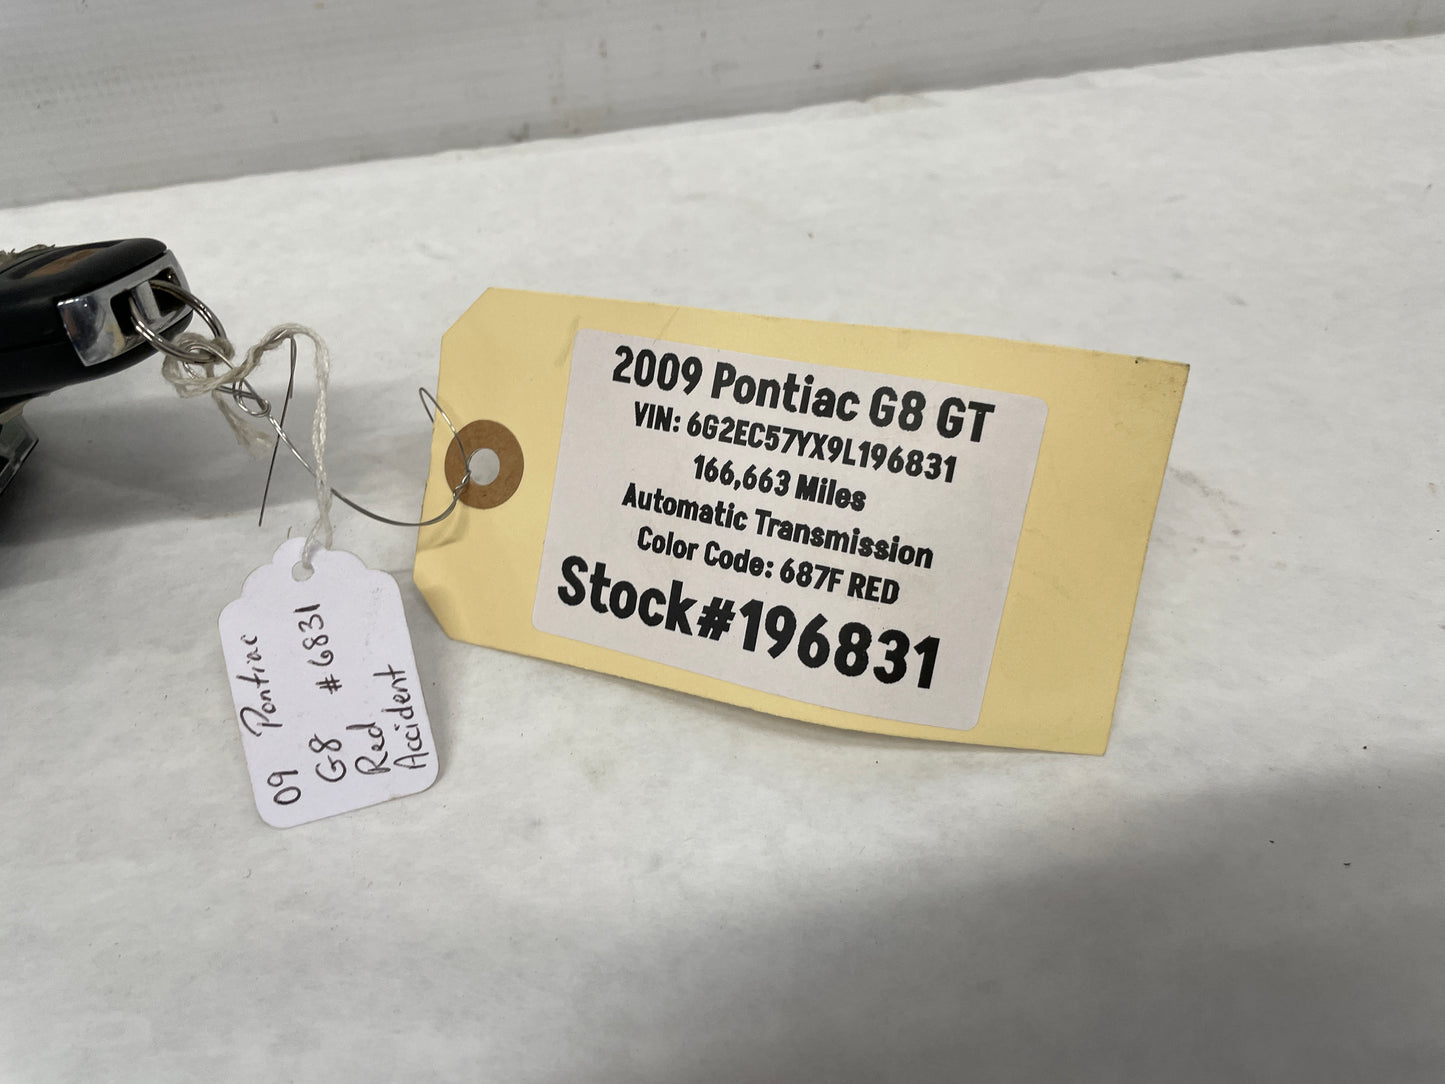 2009 Pontiac G8 GT
VIN: 6G2EC57YX9L196831
166,663 Miles
Automatic Transmission
Color Code: 687F RED
Stock#196831
09 Pontiac
G8 #6831
Red
Accident